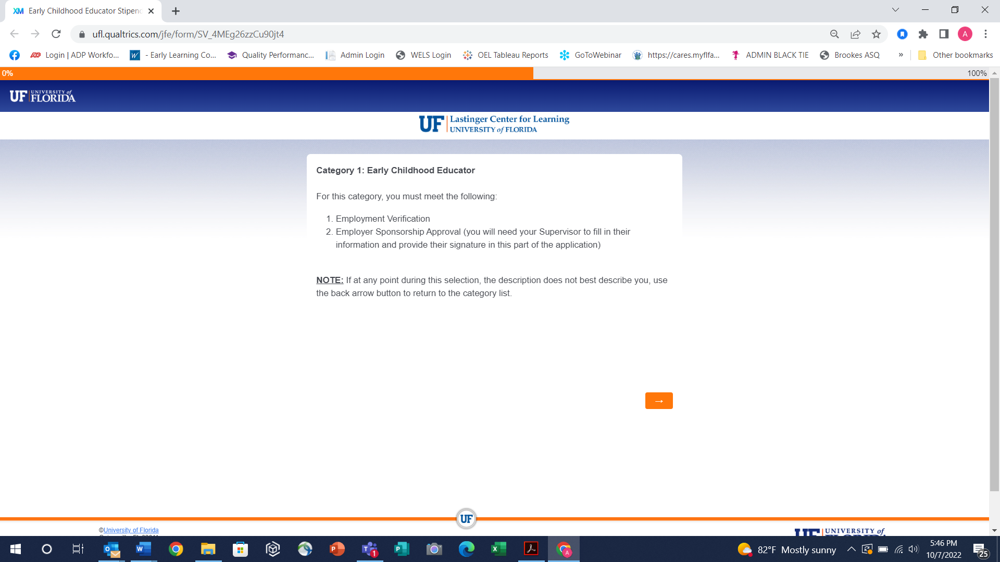 XM Early Childhood Educator Stipen
ufl.qualtrics.com/jfe/form/SV_4MEg26zzCu90jt4
A
Login | ADP Workfo...
W - Early Learning Co...
Quality Performanc...
Admin Login
WELS Login
OEL Tableau Reports
GoToWebinar
https://cares.myflfa...
ADMIN BLACK TIE
Brookes ASQ
»
Other bookmarks
0%
100%
UF UNIVERSITY of
FLORIDA
UF Lastinger Center for Learning
UNIVERSITY of FLORIDA
Category 1: Early Childhood Educator
For this category, you must meet the following:
1. Employment Verification
2. Employer Sponsorship Approval (you will need your Supervisor to fill in their
information and provide their signature in this part of the application)
NOTE: If at any point during this selection, the description does not best describe you, use
the back arrow button to return to the category list.
→
UF
©University of Florida
UNIVERSITY of
82°F Mostly sunny
5:46 PM
10/7/2022
25